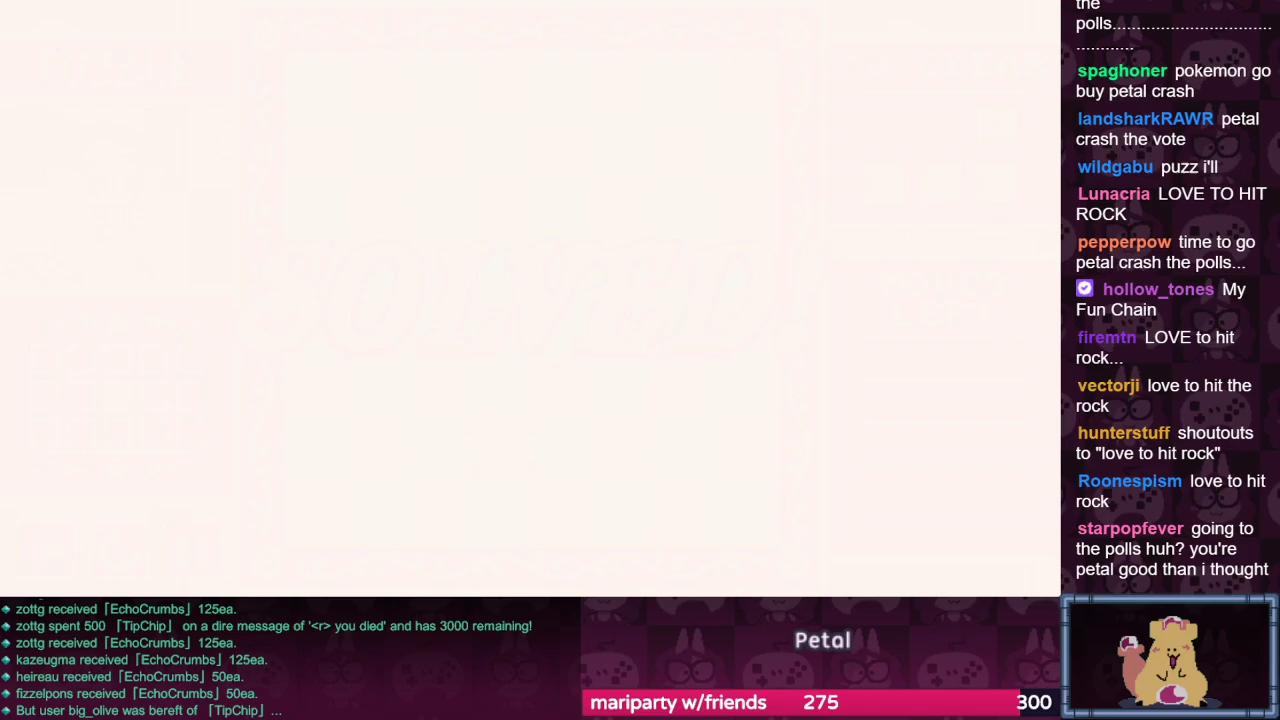 the
polls................................
............
spaghoner pokemon go
buy petal crash
landsharkRAWR petal
crash the vote
wildgabu puzz i'll
Lunacria LOVE TO HIT
ROCK
pepperpow time to go
petal crash the polls...
hollow_tones My
Fun Chain
firemtn LOVE to hit
rock...
vectorji love to hit the
rock
hunterstuff shoutouts
to "love to hit rock"
Roonespism love to hit
rock
starpopfever going to
the polls huh? you're
petal good than i thought
zottg received「EchoCrumbs」125ea.
zottg spent 500 「TipChip」 on a dire message of '<r> you died' and has 3000 remaining!
zottg received「EchoCrumbs」125ea.
kazeugma received「EchoCrumbs」125ea.
heireau received「EchoCrumbs」50ea.
fizzelpons received「EchoCrumbs」50ea.
But user big_olive was bereft of 「TipChip」...
Petal
mariparty w/friends 275 300